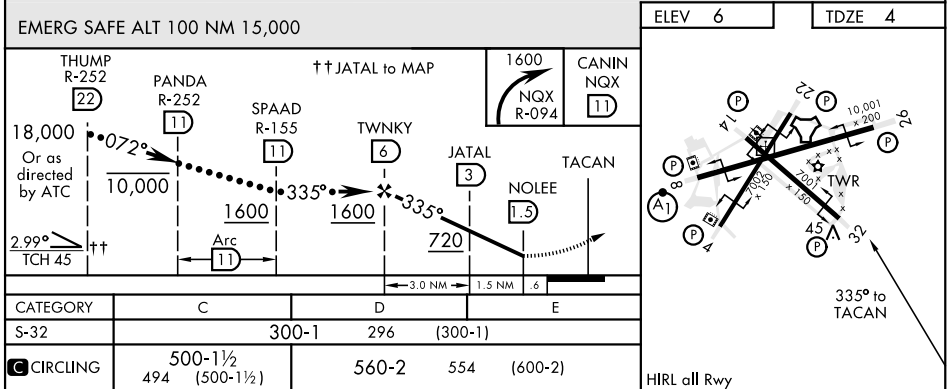 EMERG SAFE ALT 100 NM 15,000
THUMP
R-252
22
PANDA
R-252
11
SPAAD
R-155
11
††JATAL to MAP
1600
NQX
R-094
CANIN
NQX
11
TWNKY
6
JATAL
3
NOLEE
1.5
TACAN
18,000
Or as
directed
by ATC
072°
10,000
335°
1600
1600
335°
720
2.99°
TCH 45
††
Arc
11
3.0 NM
1.5 NM
.6
CATEGORY C D E
S-32 300-1 296 (300-1)
C CIRCLING 500-1½ 494 (500-1½) 560-2 554 (600-2)
ELEV 6
TDZE 4
P
22
P
14
10,001
x 200
26
P
P
8
A1
7002
x 150
7001
x 150
TWR
4
P
45
P
32
335° to
TACAN
HIRL all Rwy